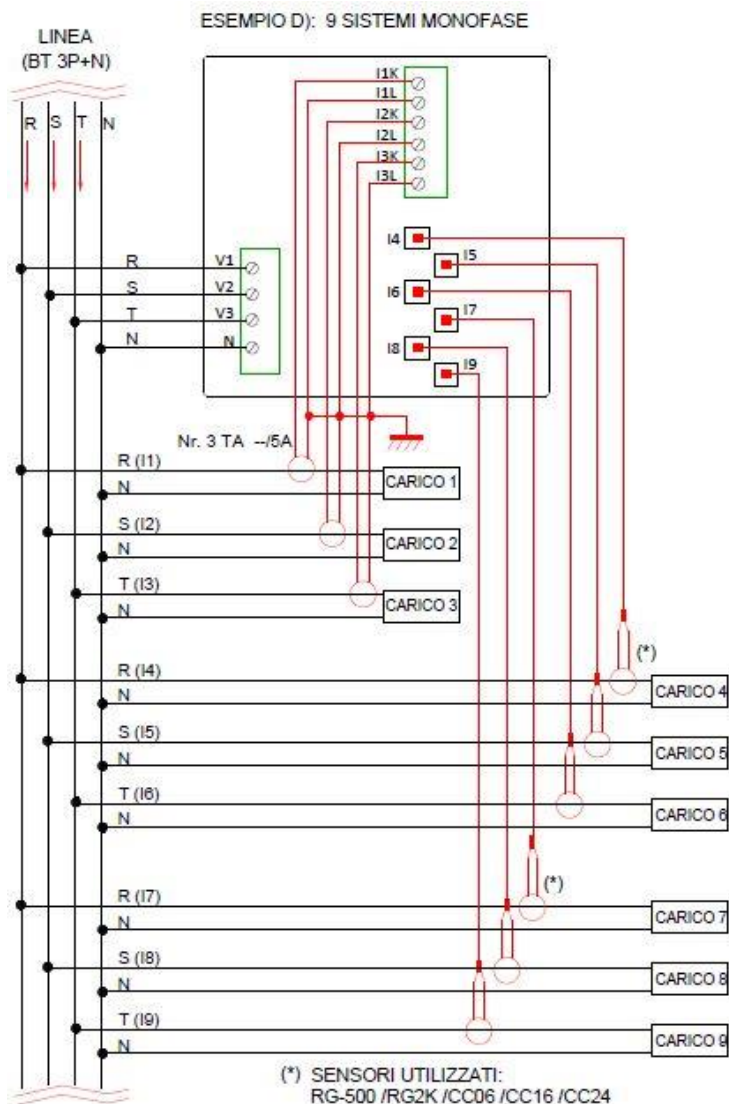 ESEMPIO D): 9 SISTEMI MONOFASE
LINEA
(BT 3P+N)
R S T N
I1K
I1L
I2K
I2L
I3K
I3L
I4
I5
I6
I7
I8
I9
R V1
S V2
T V3
N N
Nr. 3 TA --/5A
R (I1)
N
CARICO 1
S (I2)
N
CARICO 2
T (I3)
N
CARICO 3
(*)
R (I4)
N
CARICO 4
S (I5)
N
CARICO 5
T (I6)
N
CARICO 6
(*)
R (I7)
N
CARICO 7
S (I8)
N
CARICO 8
T (I9)
N
CARICO 9
(*) SENSORI UTILIZZATI:
RG-500 /RG2K /CC06 /CC16 /CC24